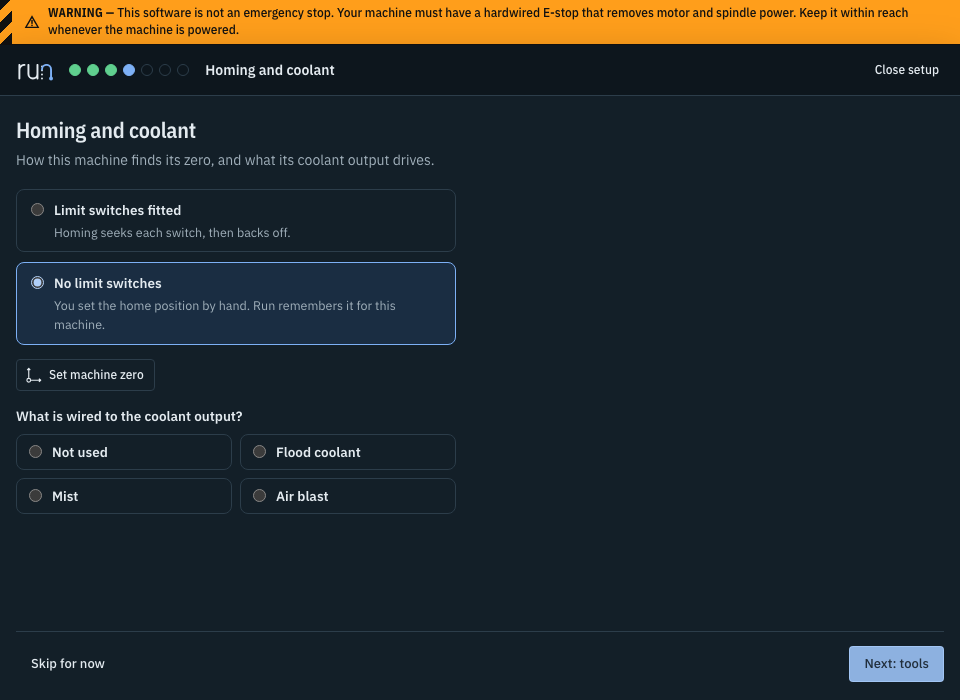 WARNING — This software is not an emergency stop. Your machine must have a hardwired E-stop that removes motor and spindle power. Keep it within reach
whenever the machine is powered.
run
Homing and coolant
Close setup
Homing and coolant
How this machine finds its zero, and what its coolant output drives.
Limit switches fitted
Homing seeks each switch, then backs off.
No limit switches
You set the home position by hand. Run remembers it for this
machine.
Set machine zero
What is wired to the coolant output?
Not used
Flood coolant
Mist
Air blast
Skip for now
Next: tools